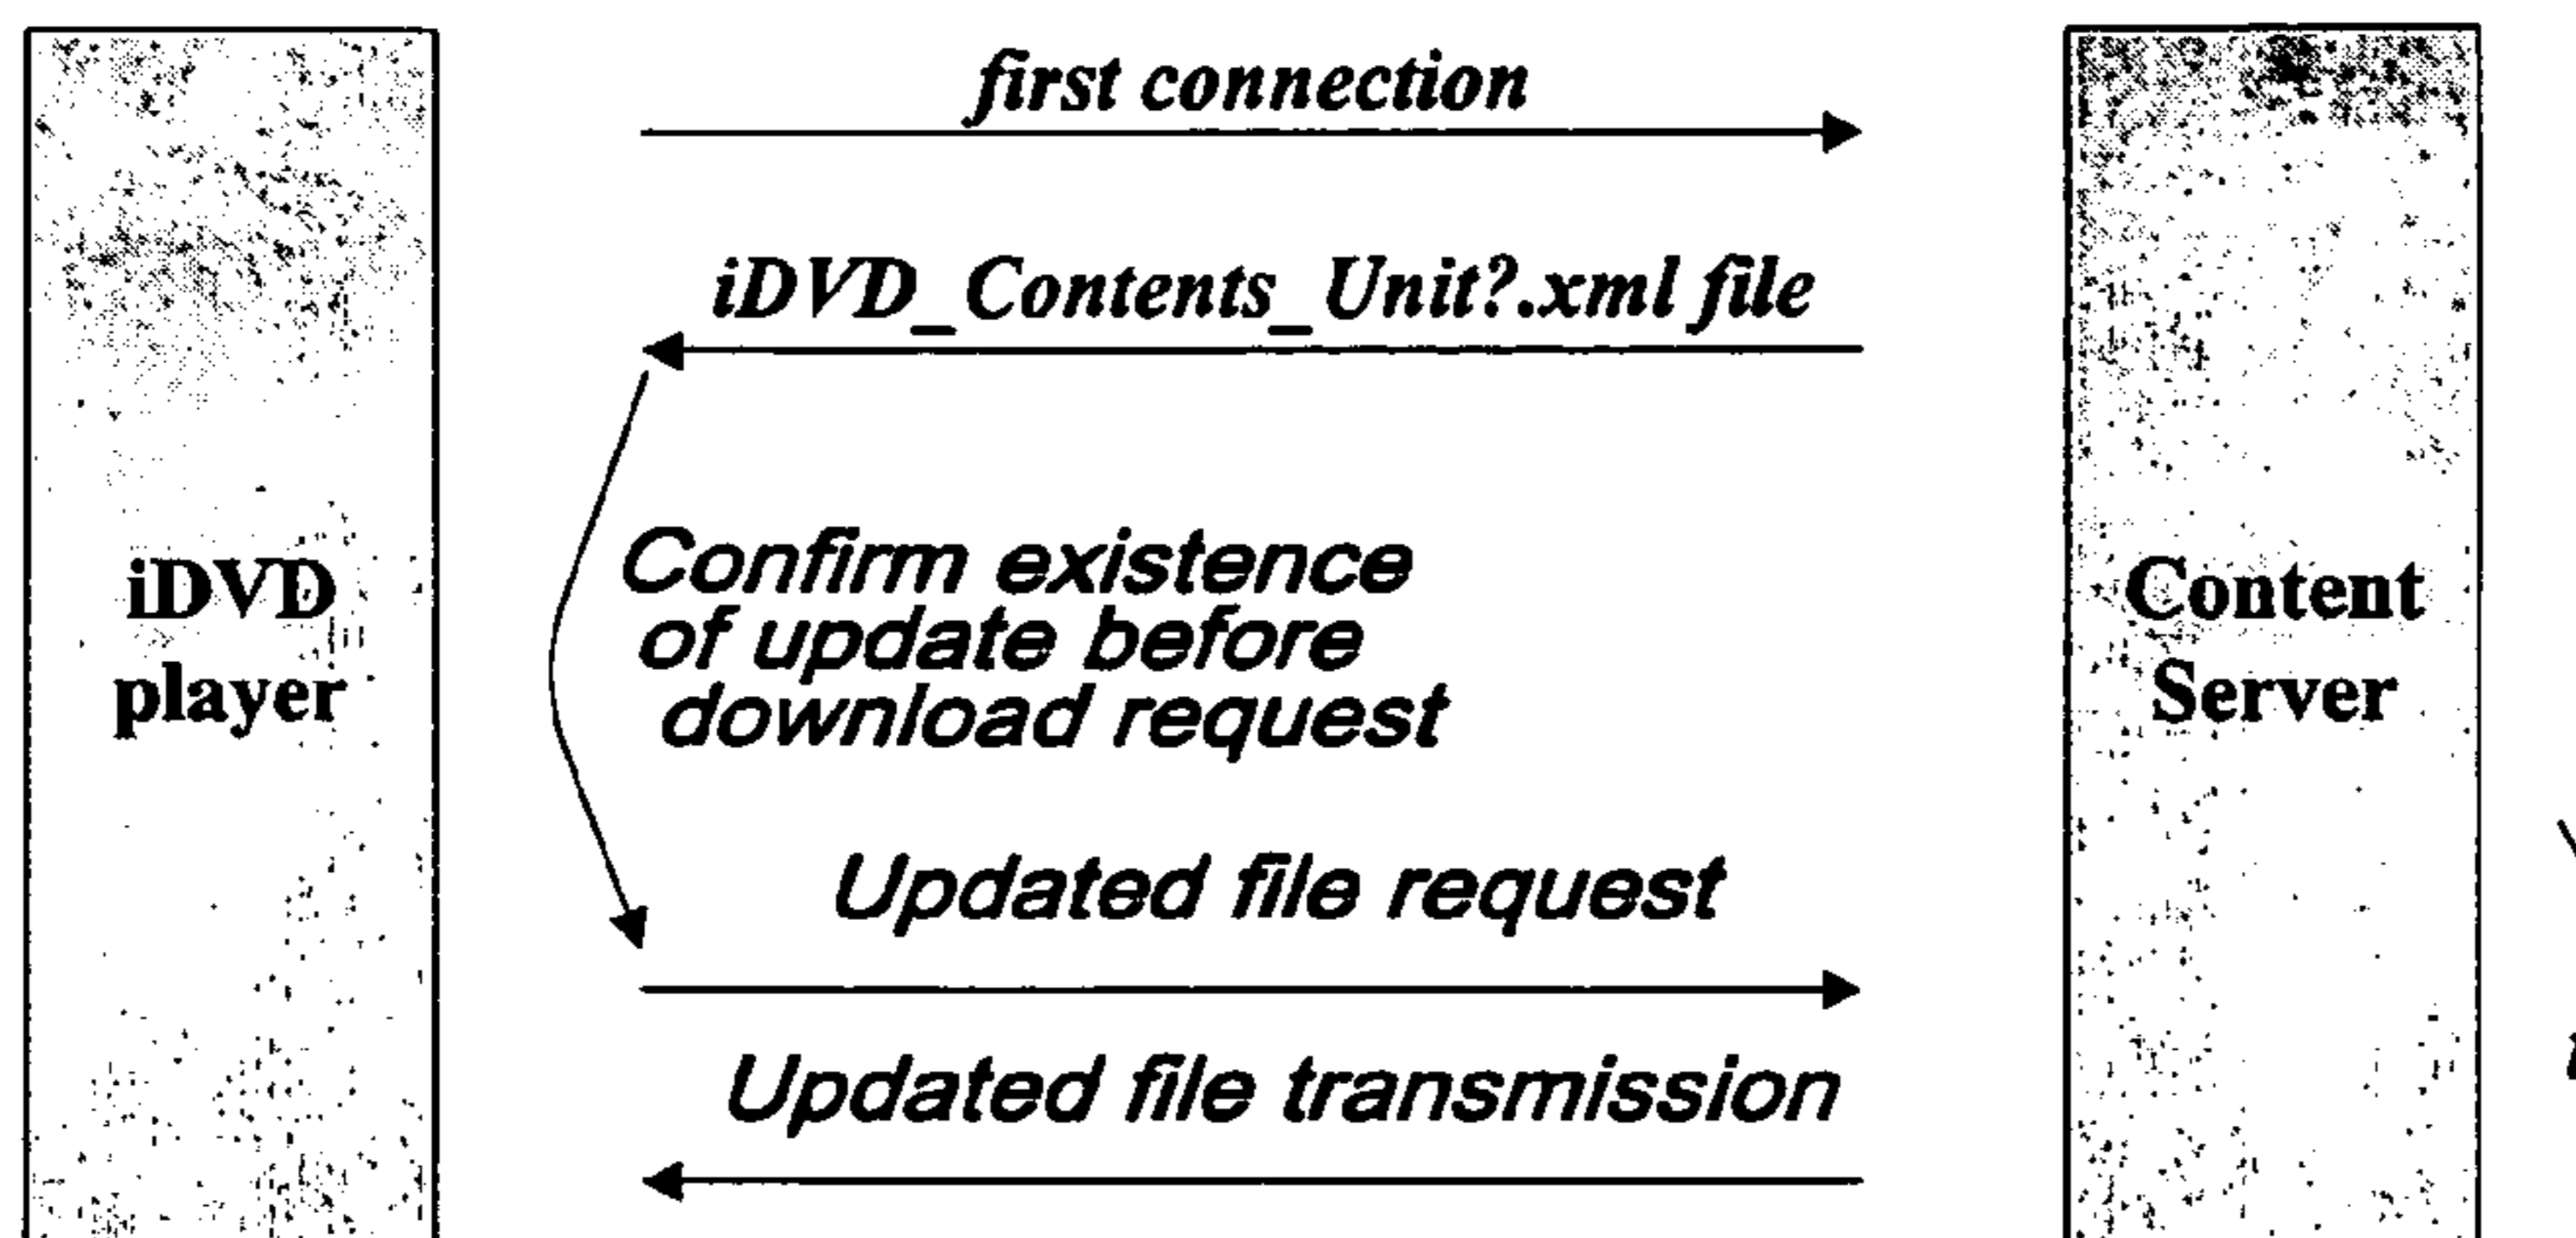 first connection
iDVD_Contents_Unit?.xml file
iDVD
player
Confirm existence
of update before
download request
Content
Server
Updated file request
Updated file transmission